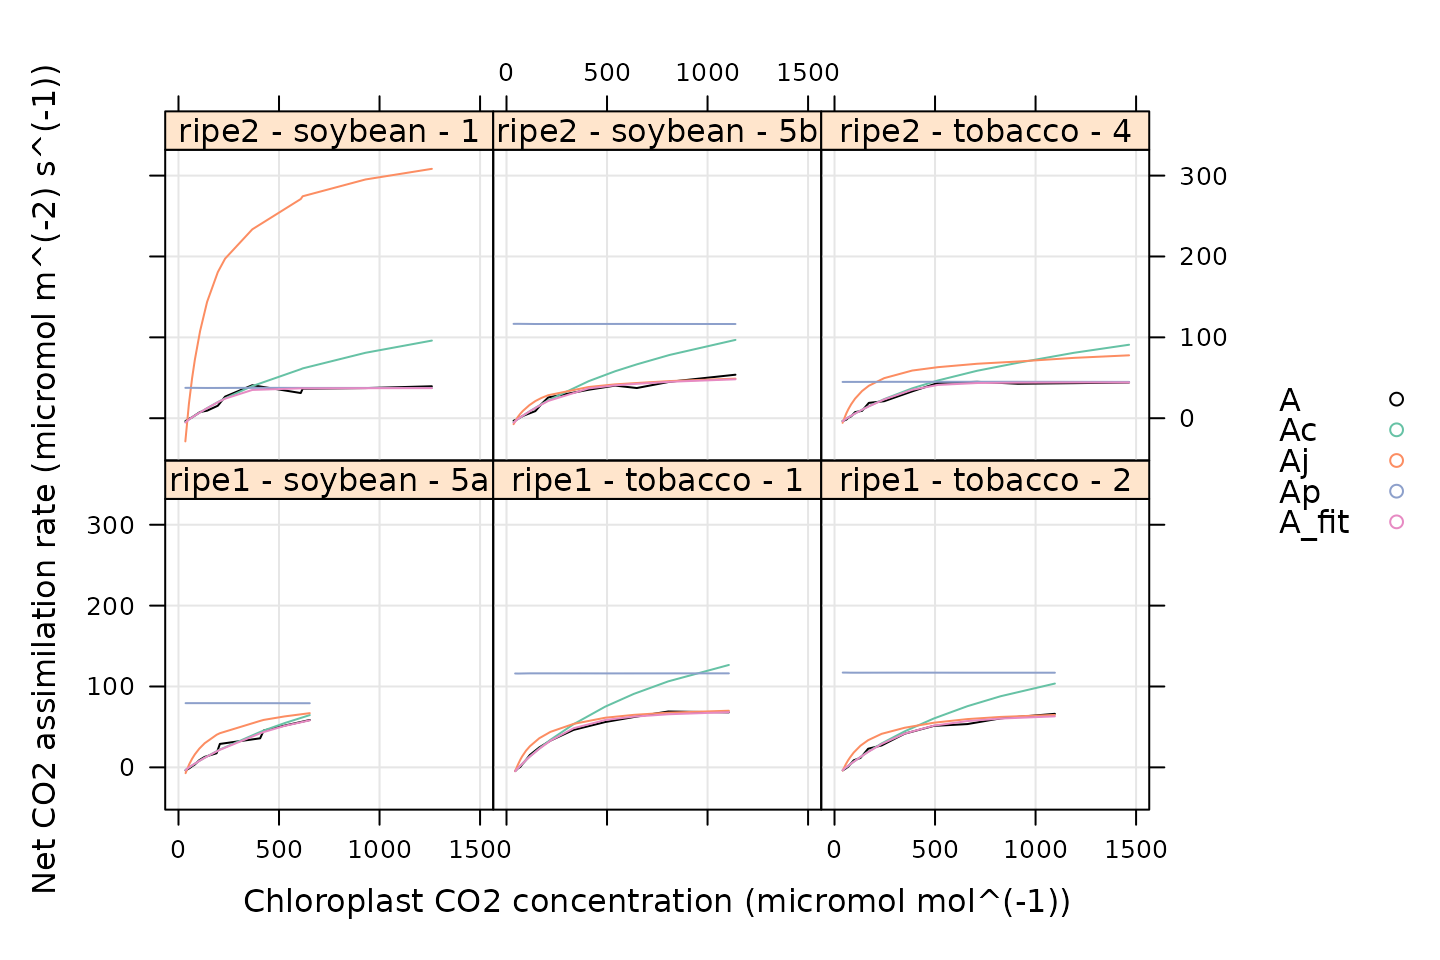 0 500 1000 1500
ripe2 - soybean - 1 ripe2 - soybean - 5b ripe2 - tobacco - 4
300
200
100
0
ripe1 - soybean - 5a ripe1 - tobacco - 1 ripe1 - tobacco - 2
300
200
100
0
0 500 1000 1500 0 500 1000 1500
Chloroplast CO2 concentration (micromol mol^(-1))
Net CO2 assimilation rate (micromol m^(-2) s^(-1))
A
Ac
Aj
Ap
A_fit